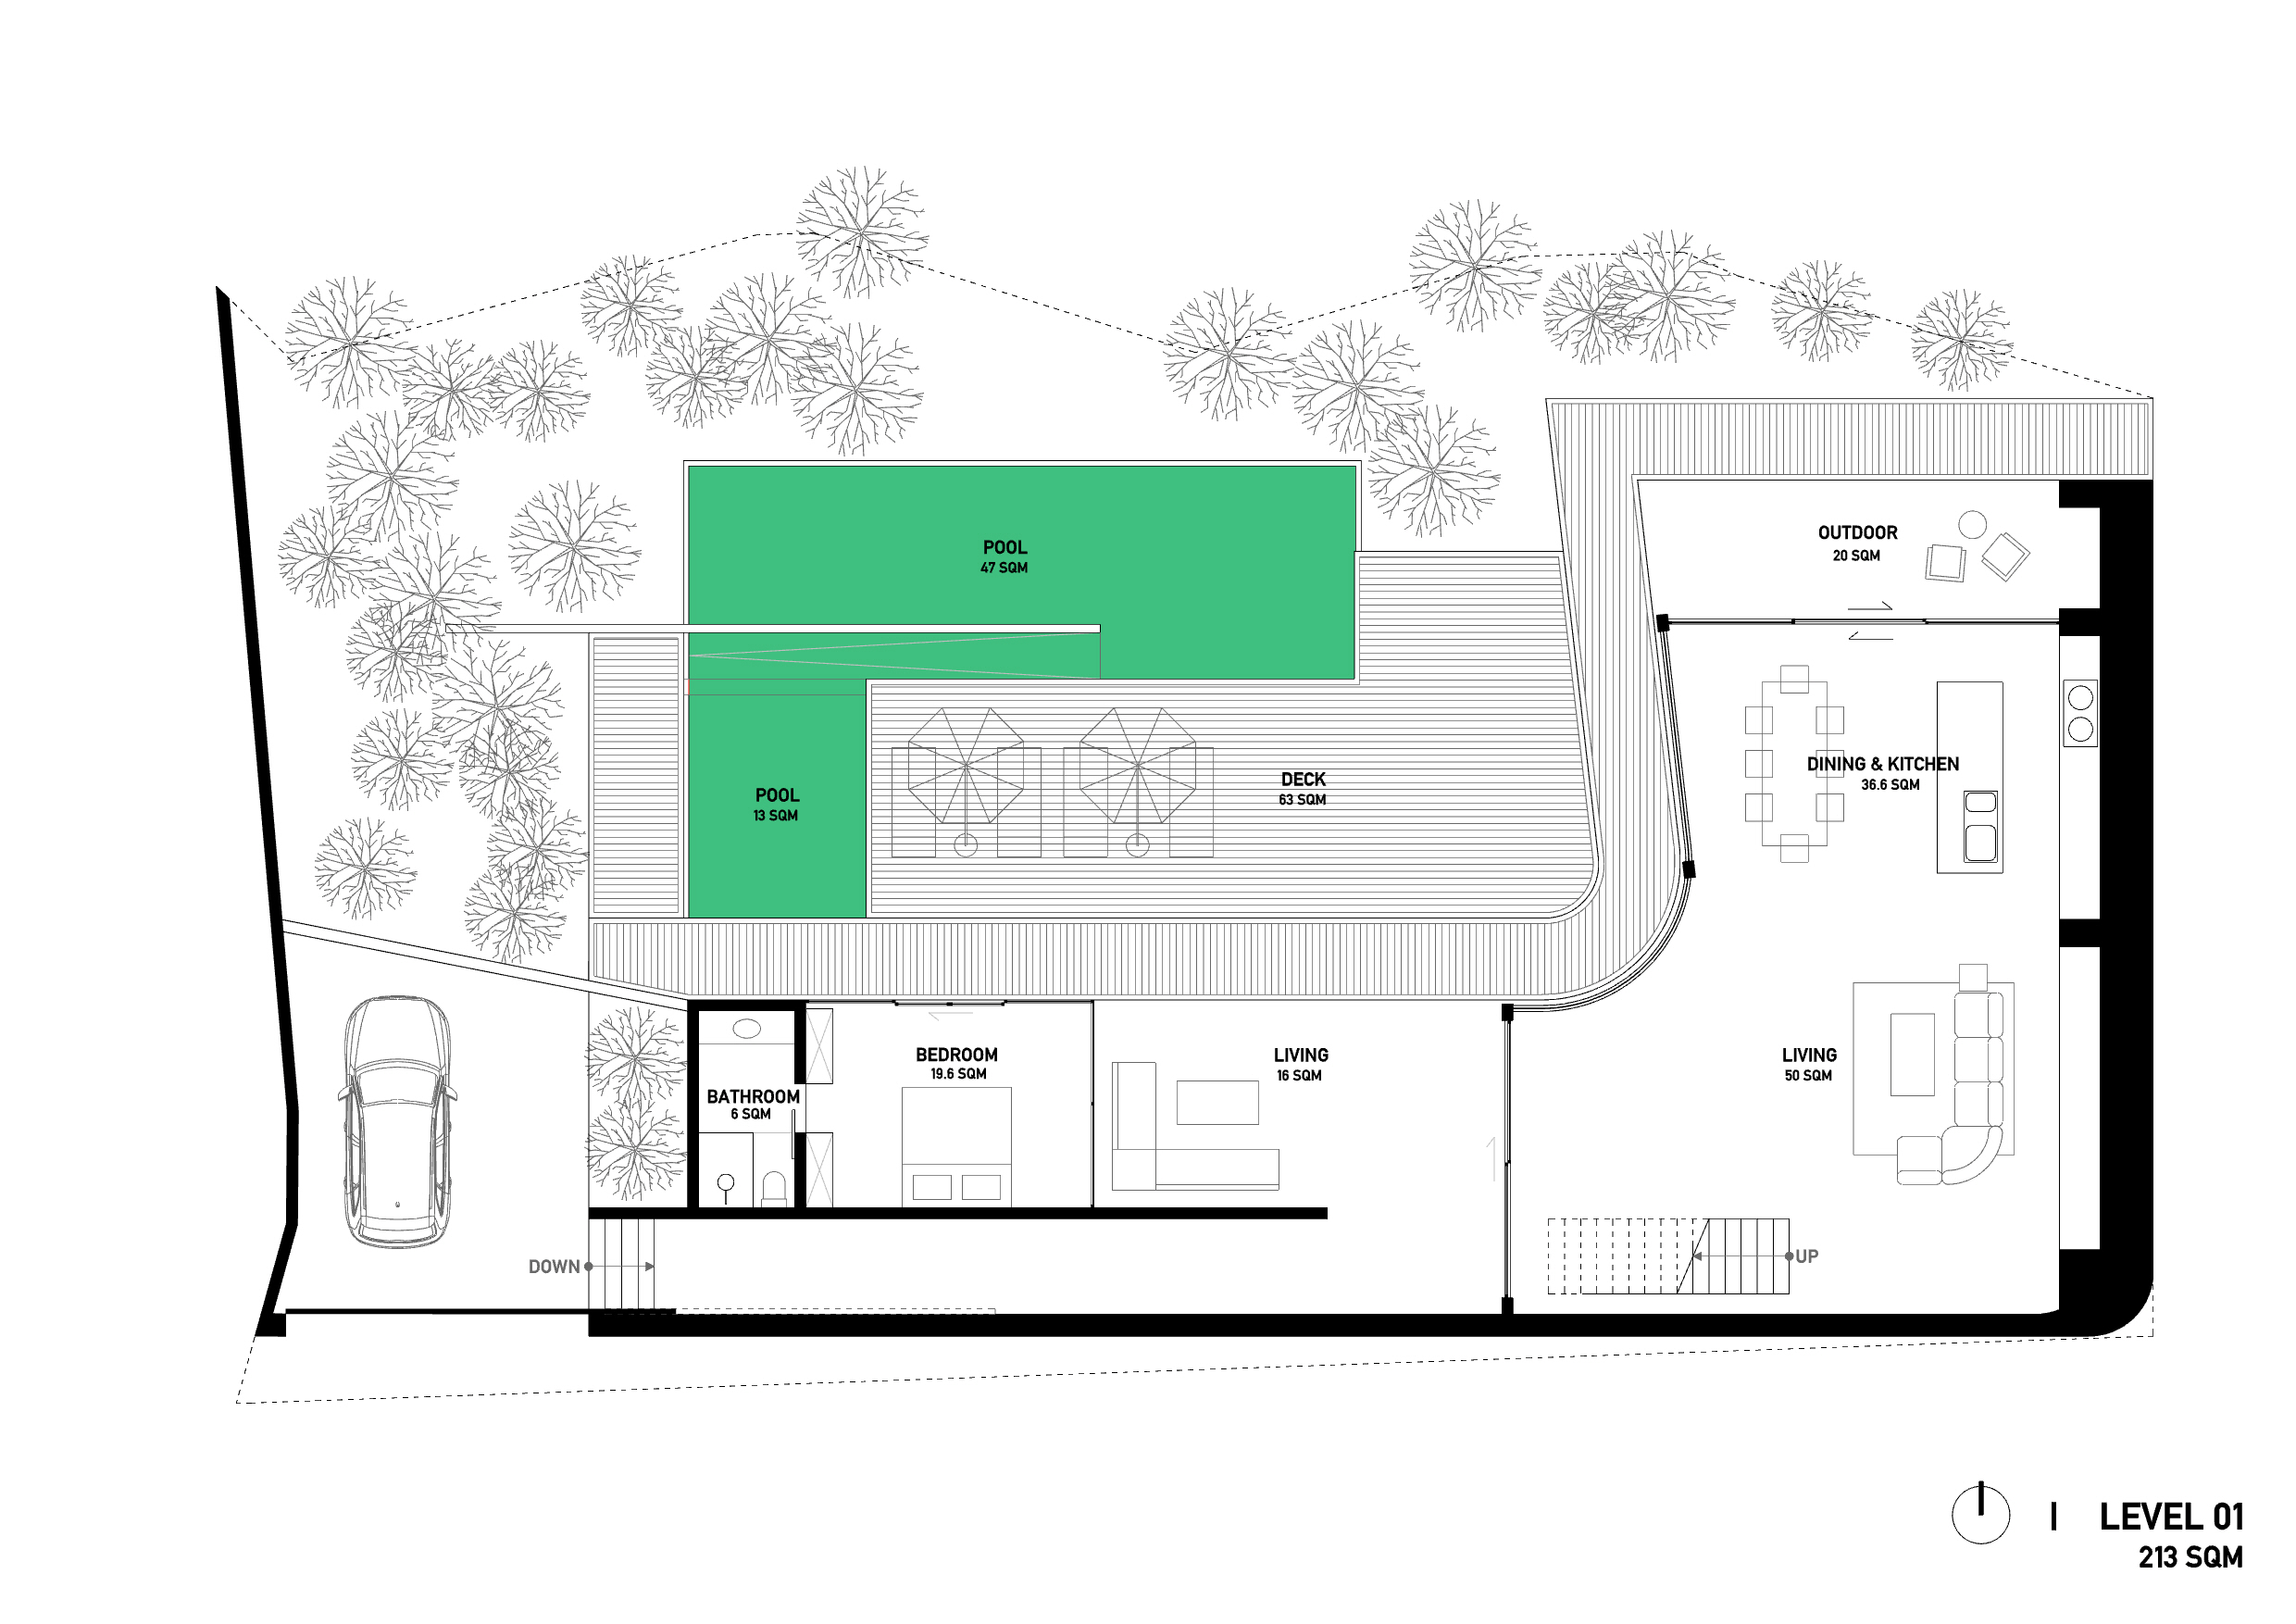 POOL
47 SQM
OUTDOOR
20 SQM
DINING & KITCHEN
36.6 SQM
POOL
13 SQM
DECK
63 SQM
BEDROOM
19.6 SQM
LIVING
16 SQM
LIVING
50 SQM
BATHROOM
6 SQM
DOWN
UP
LEVEL 01
213 SQM